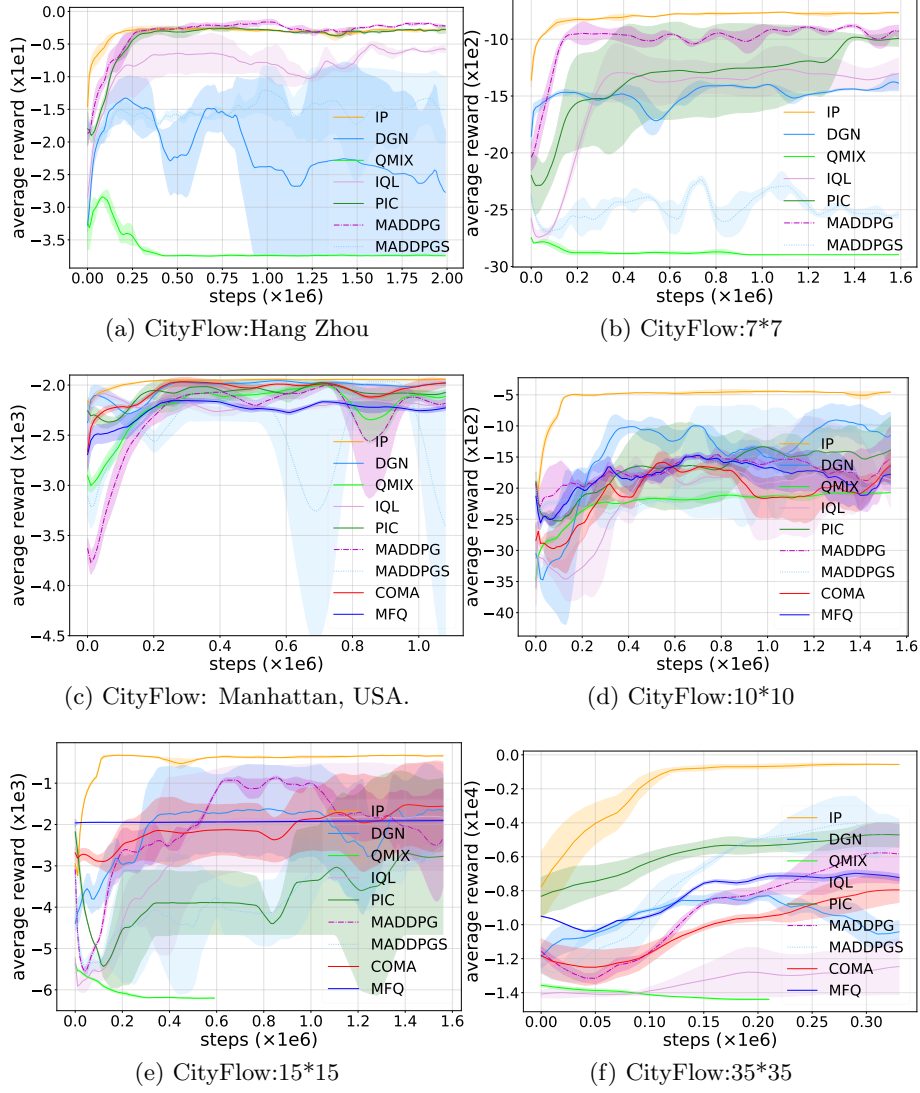 average reward (x1e1)
0.0
−0.5
−1.0
−1.5
−2.0
−2.5
−3.0
−3.5
IP
DGN
QMIX
IQL
PIC
MADDPG
MADDPGS
0.00 0.25 0.50 0.75 1.00 1.25 1.50 1.75 2.00
steps (×1e6)
(a) CityFlow:Hang Zhou
average reward (x1e2)
−10
−15
−20
−25
−30
IP
DGN
QMIX
IQL
PIC
MADDPG
MADDPGS
0.0 0.2 0.4 0.6 0.8 1.0 1.2 1.4 1.6
steps (×1e6)
(b) CityFlow:7*7
average reward (x1e3)
−2.0
−2.5
−3.0
−3.5
−4.0
−4.5
IP
DGN
QMIX
IQL
PIC
MADDPG
MADDPGS
COMA
MFQ
0.0 0.2 0.4 0.6 0.8 1.0
steps (×1e6)
(c) CityFlow: Manhattan, USA.
average reward (x1e2)
−5
−10
−15
−20
−25
−30
−35
−40
IP
DGN
QMIX
IQL
PIC
MADDPG
MADDPGS
COMA
MFQ
0.0 0.2 0.4 0.6 0.8 1.0 1.2 1.4 1.6
steps (×1e6)
(d) CityFlow:10*10
average reward (x1e3)
−1
−2
−3
−4
−5
−6
IP
DGN
QMIX
IQL
PIC
MADDPG
MADDPGS
COMA
MFQ
0.0 0.2 0.4 0.6 0.8 1.0 1.2 1.4 1.6
steps (×1e6)
(e) CityFlow:15*15
average reward (x1e4)
0.0
−0.2
−0.4
−0.6
−0.8
−1.0
−1.2
−1.4
IP
DGN
QMIX
IQL
PIC
MADDPG
MADDPGS
COMA
MFQ
0.00 0.05 0.10 0.15 0.20 0.25 0.30
steps (×1e6)
(f) CityFlow:35*35